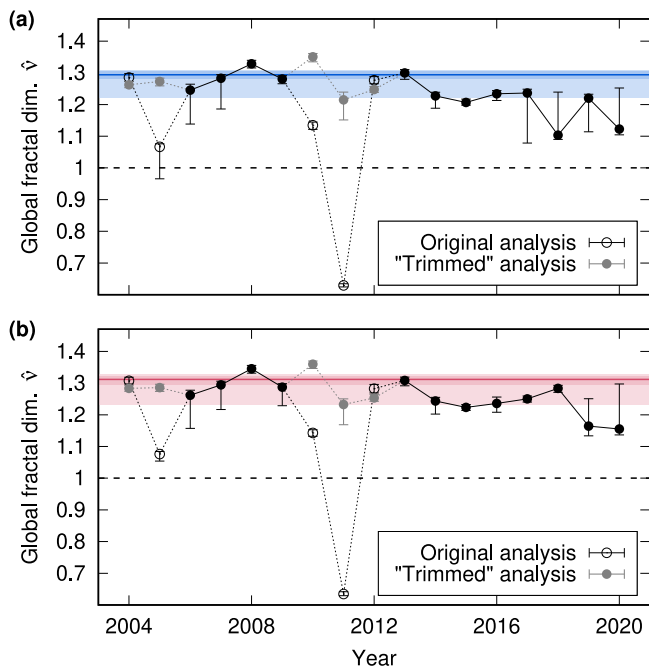 (a)
1.4
1.3
1.2
1.1
1
0.9
0.8
0.7
Global fractal dim. ν̂
Original analysis
"Trimmed" analysis
(b)
1.4
1.3
1.2
1.1
1
0.9
0.8
0.7
Global fractal dim. ν̂
Original analysis
"Trimmed" analysis
2004 2008 2012 2016 2020
Year